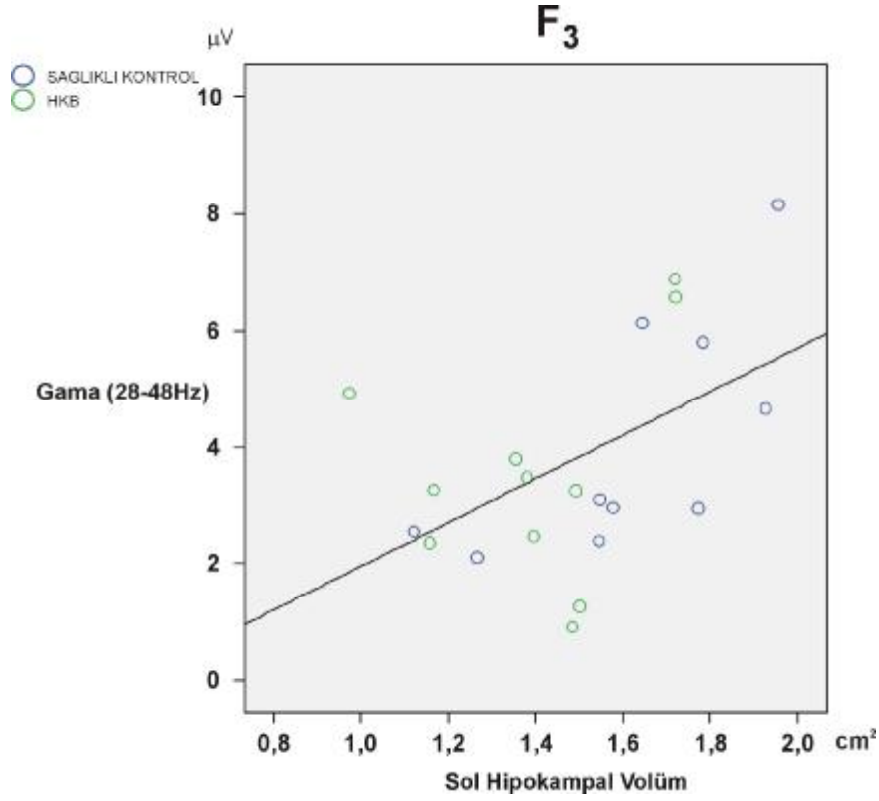 F3
μV
SAGLIKLI KONTROL
HKB
10
8
6
Gama (28-48Hz)
4
2
0
0,8 1,0 1,2 1,4 1,6 1,8 2,0 cm²
Sol Hipokampal Volüm